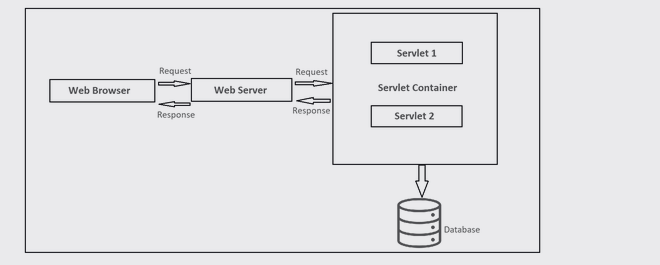 Servlet 1
Request
Request
Web Browser
Web Server
Servlet Container
Response
Response
Servlet 2
Database